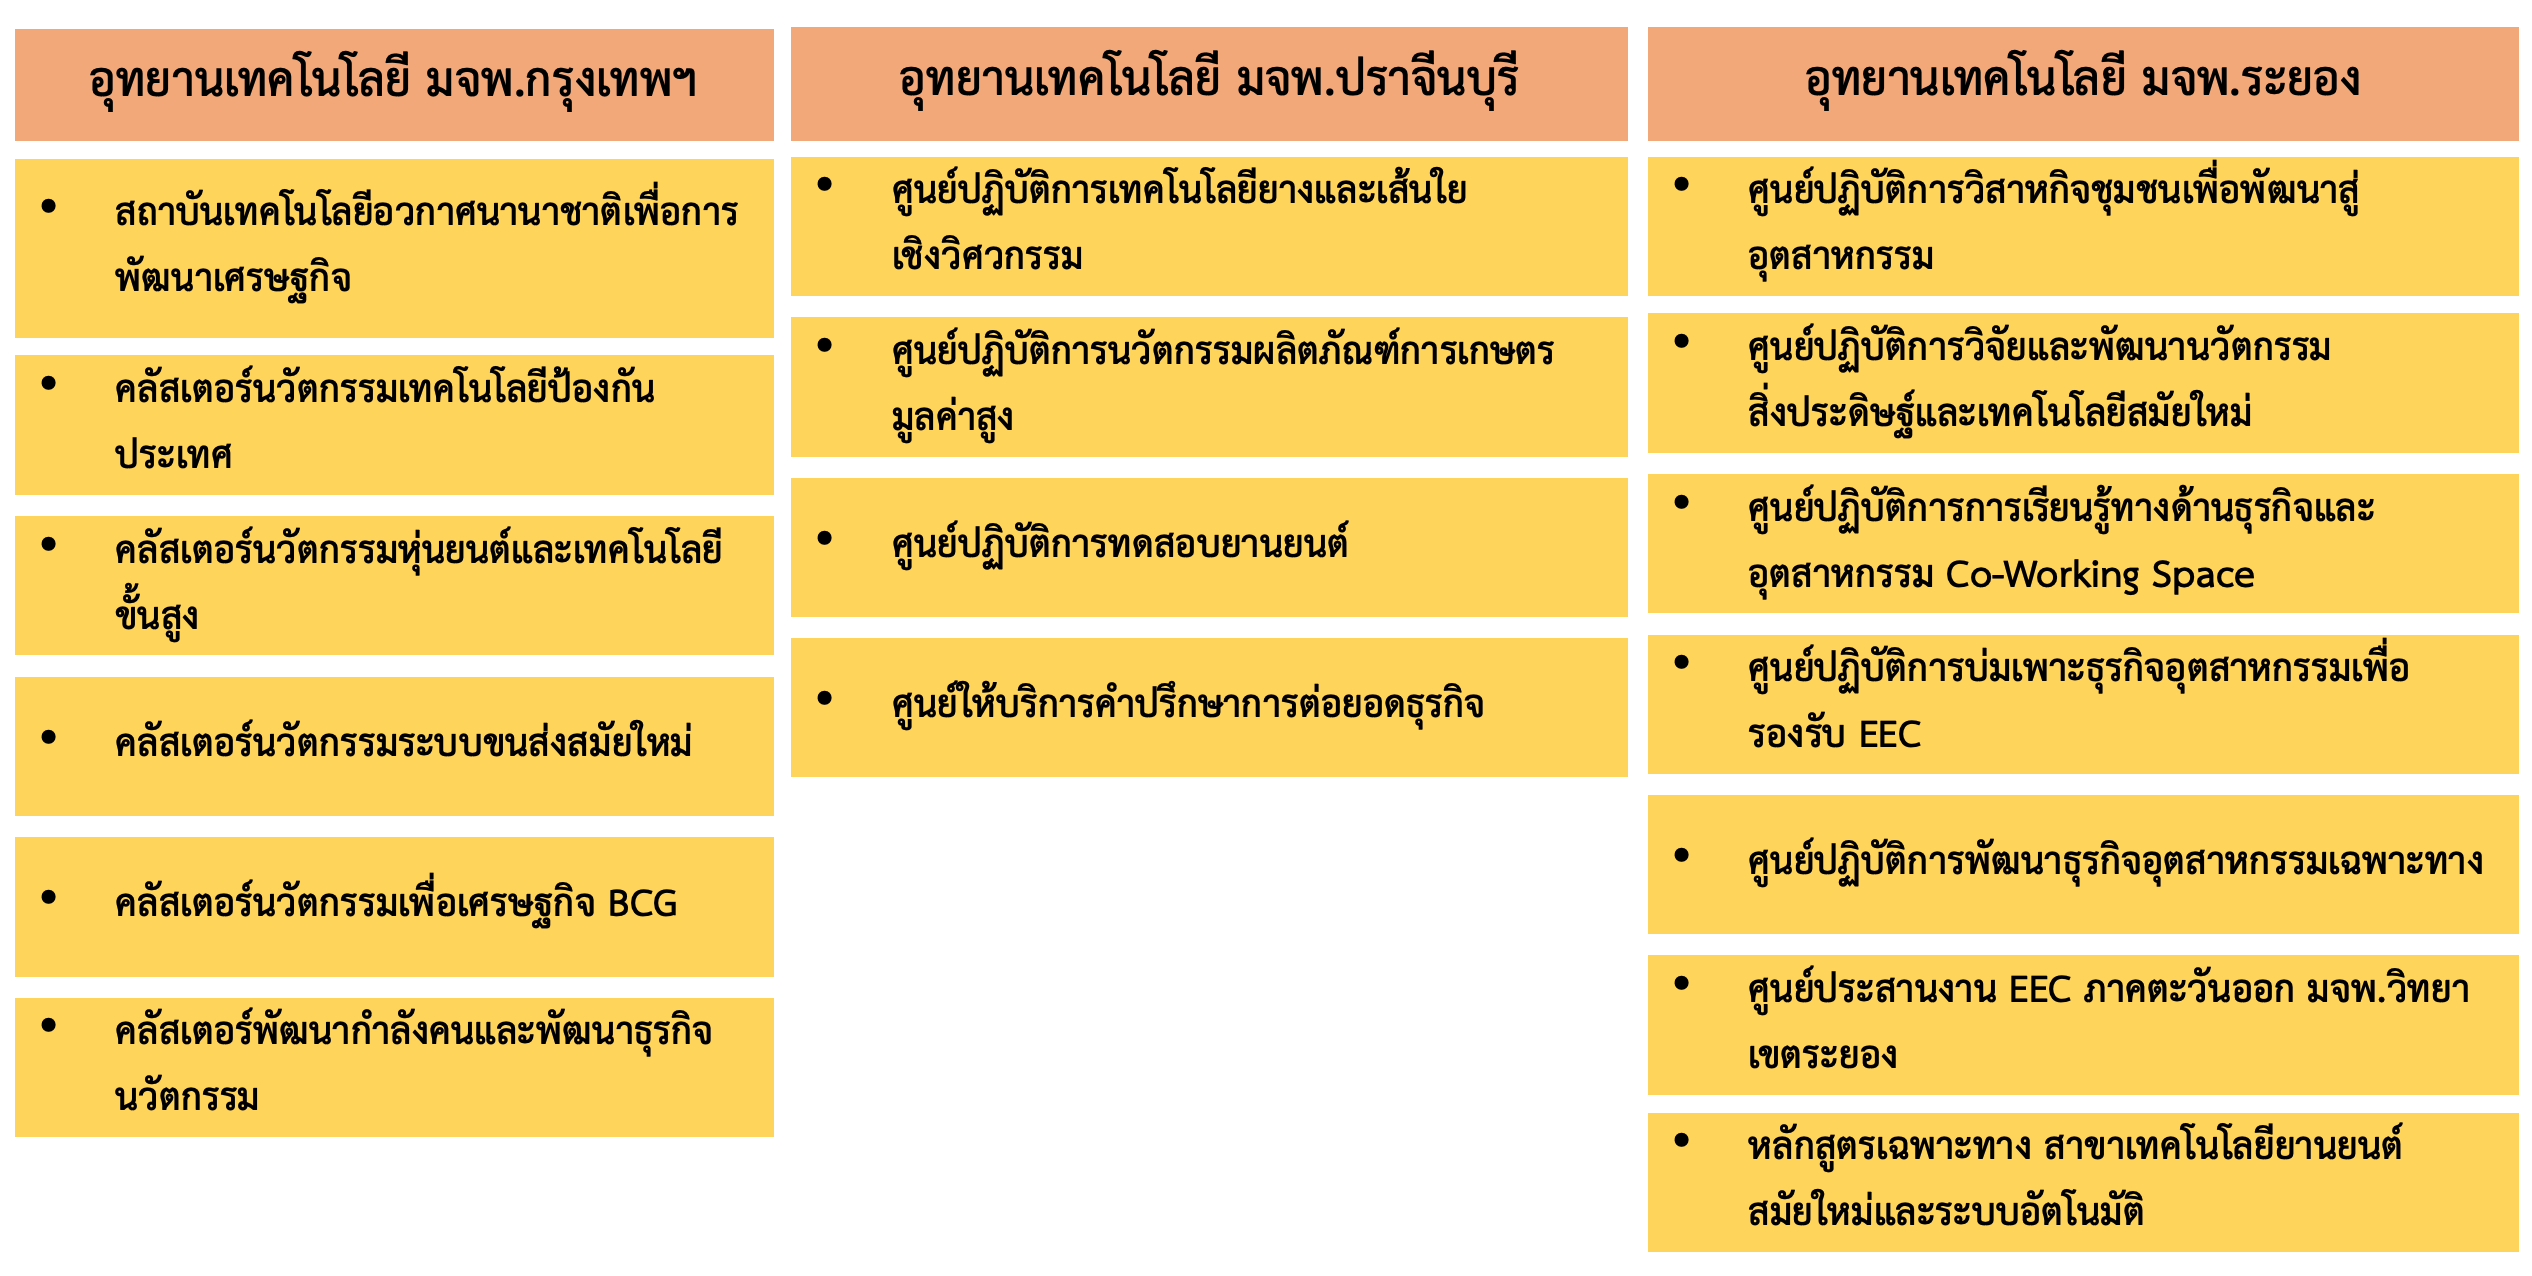 อุทยานเทคโนโลยี มจพ.กรุงเทพฯ
• สถาบันเทคโนโลยีอวกาศนานาชาติเพื่อการ
พัฒนาเศรษฐกิจ
• คลัสเตอร์นวัตกรรมเทคโนโลยีป้องกัน
ประเทศ
• คลัสเตอร์นวัตกรรมหุ่นยนต์และเทคโนโลยี
ขั้นสูง
• คลัสเตอร์นวัตกรรมระบบขนส่งสมัยใหม่
• คลัสเตอร์นวัตกรรมเพื่อเศรษฐกิจ BCG
• คลัสเตอร์พัฒนากำลังคนและพัฒนาธุรกิจ
นวัตกรรม
อุทยานเทคโนโลยี มจพ.ปราจีนบุรี
• ศูนย์ปฏิบัติการเทคโนโลยียางและเส้นใย
เชิงวิศวกรรม
• ศูนย์ปฏิบัติการนวัตกรรมผลิตภัณฑ์การเกษตร
มูลค่าสูง
• ศูนย์ปฏิบัติการทดสอบยานยนต์
• ศูนย์ให้บริการคำปรึกษาการต่อยอดธุรกิจ
อุทยานเทคโนโลยี มจพ.ระยอง
• ศูนย์ปฏิบัติการวิสาหกิจชุมชนเพื่อพัฒนาสู่
อุตสาหกรรม
• ศูนย์ปฏิบัติการวิจัยและพัฒนานวัตกรรม
สิ่งประดิษฐ์และเทคโนโลยีสมัยใหม่
• ศูนย์ปฏิบัติการการเรียนรู้ทางด้านธุรกิจและ
อุตสาหกรรม Co-Working Space
• ศูนย์ปฏิบัติการบ่มเพาะธุรกิจอุตสาหกรรมเพื่อ
รองรับ EEC
• ศูนย์ปฏิบัติการพัฒนาธุรกิจอุตสาหกรรมเฉพาะทาง
• ศูนย์ประสานงาน EEC ภาคตะวันออก มจพ.วิทยา
เขตระยอง
• หลักสูตรเฉพาะทาง สาขาเทคโนโลยียานยนต์
สมัยใหม่และระบบอัตโนมัติ